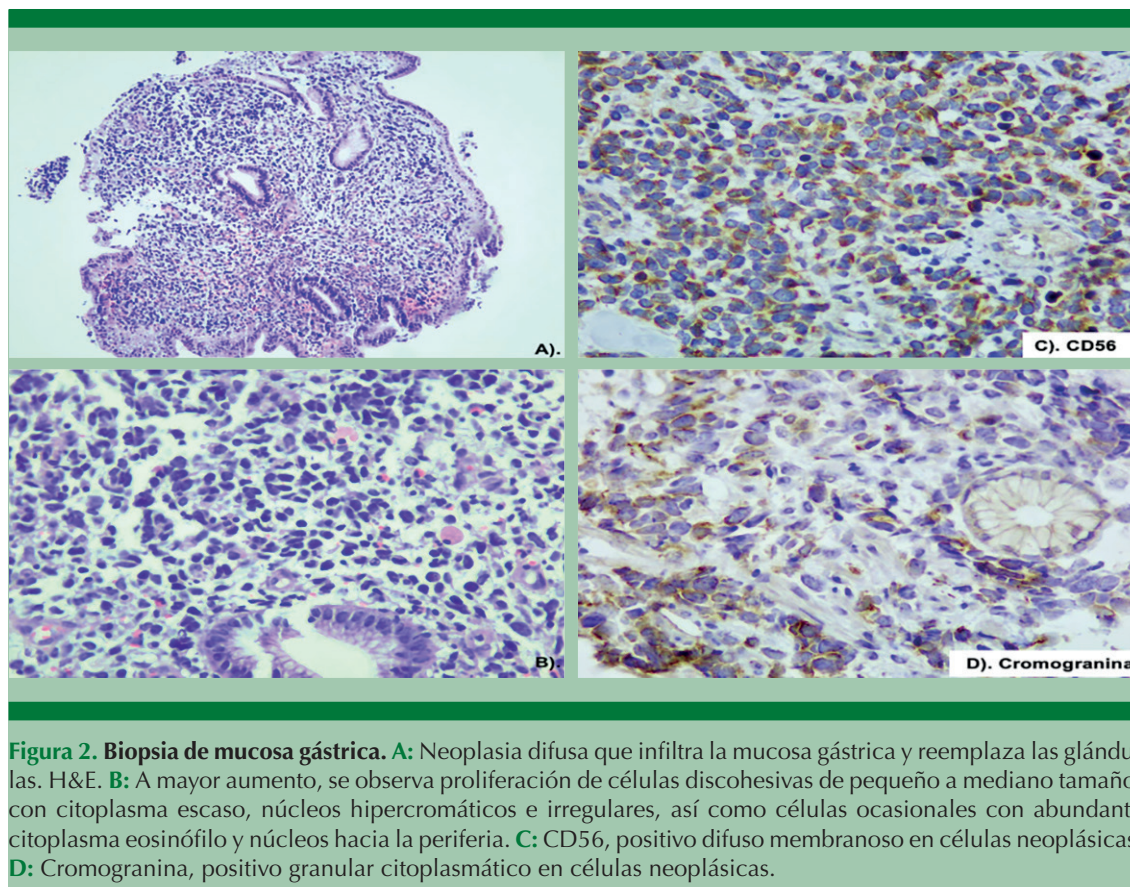 A).
C). CD56
B).
D). Cromogranina
Figura 2. Biopsia de mucosa gástrica. A: Neoplasia difusa que infiltra la mucosa gástrica y reemplaza las glándu
las. H&E. B: A mayor aumento, se observa proliferación de células discohesivas de pequeño a mediano tamaño
con citoplasma escaso, núcleos hipercromáticos e irregulares, así como células ocasionales con abundant
citoplasma eosinófilo y núcleos hacia la periferia. C: CD56, positivo difuso membranoso en células neoplásicas
D: Cromogranina, positivo granular citoplasmático en células neoplásicas.